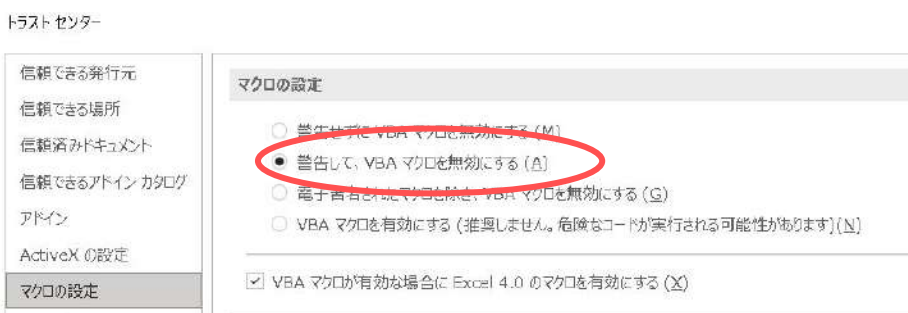 トラスト センター
信頼できる発行元
信頼できる場所
信頼済みドキュメント
信頼できるアドイン カタログ
アドイン
ActiveX の設定
マクロの設定
マクロの設定
警告せずに VBA マクロを無効にする (M)
警告して、VBA マクロを無効にする (A)
電子署名されたマクロを除き、VBA マクロを無効にする (G)
VBA マクロを有効にする (推奨しません。危険なコードが実行される可能性があります)(N)
VBA マクロが有効な場合に Excel 4.0 のマクロを有効にする (X)